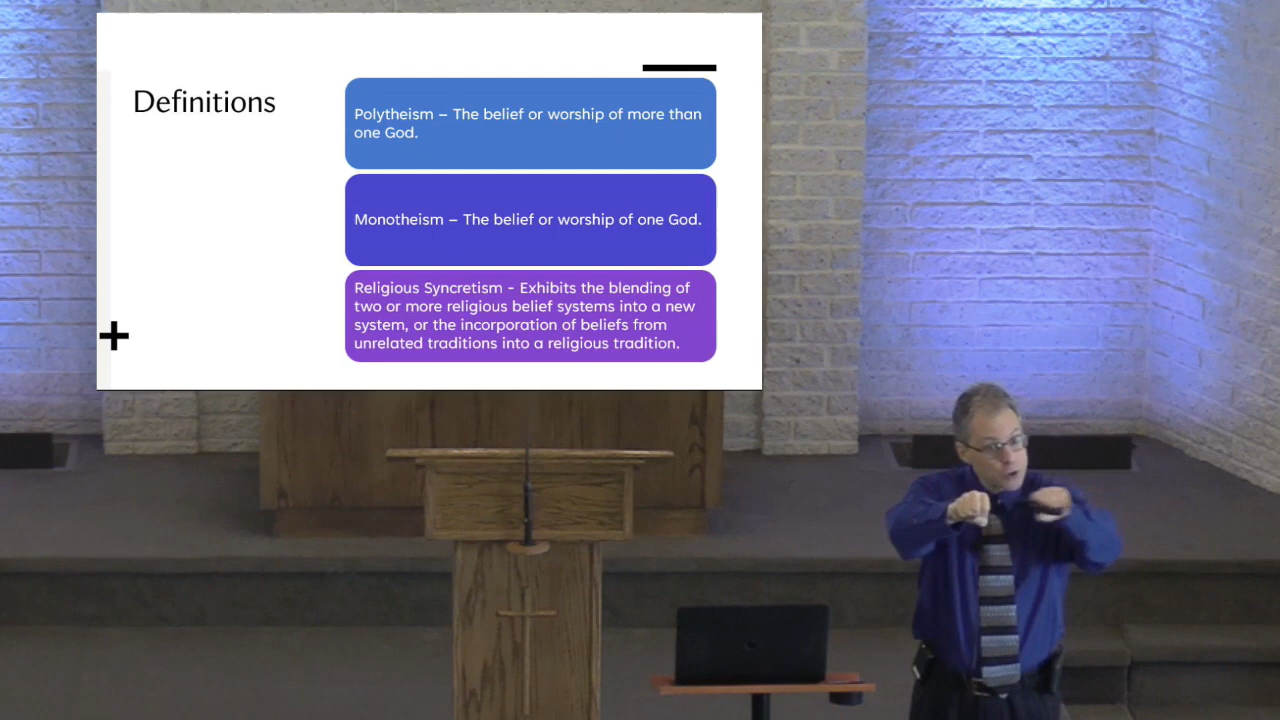 Definitions
Polytheism – The belief or worship of more than
one God.
Monotheism – The belief or worship of one God.
Religious Syncretism - Exhibits the blending of
two or more religious belief systems into a new
system, or the incorporation of beliefs from
unrelated traditions into a religious tradition.